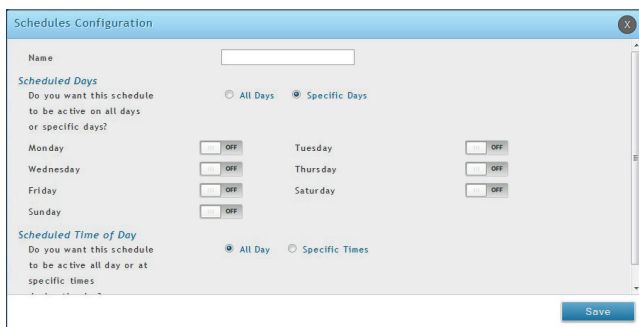 Schedules Configuration
X
Name
Scheduled Days
Do you want this schedule
to be active on all days
or specific days?
All Days Specific Days
Monday OFF Tuesday OFF
Wednesday OFF Thursday OFF
Friday OFF Saturday OFF
Sunday OFF
Scheduled Time of Day
Do you want this schedule
to be active all day or at
specific times
All Day Specific Times
Save